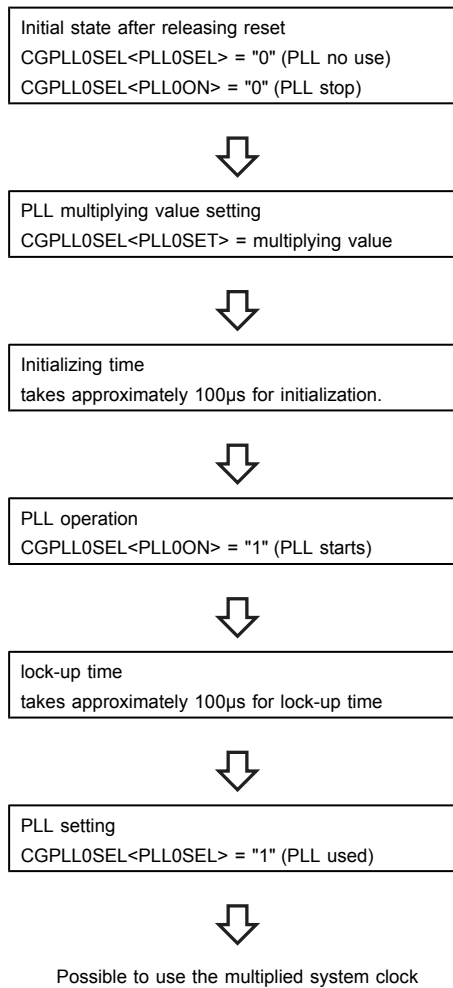 Initial state after releasing reset
CGPLL0SEL<PLL0SEL> = "0" (PLL no use)
CGPLL0SEL<PLL0ON> = "0" (PLL stop)
PLL multiplying value setting
CGPLL0SEL<PLL0SET> = multiplying value
Initializing time
takes approximately 100μs for initialization.
PLL operation
CGPLL0SEL<PLL0ON> = "1" (PLL starts)
lock-up time
takes approximately 100μs for lock-up time
PLL setting
CGPLL0SEL<PLL0SEL> = "1" (PLL used)
Possible to use the multiplied system clock